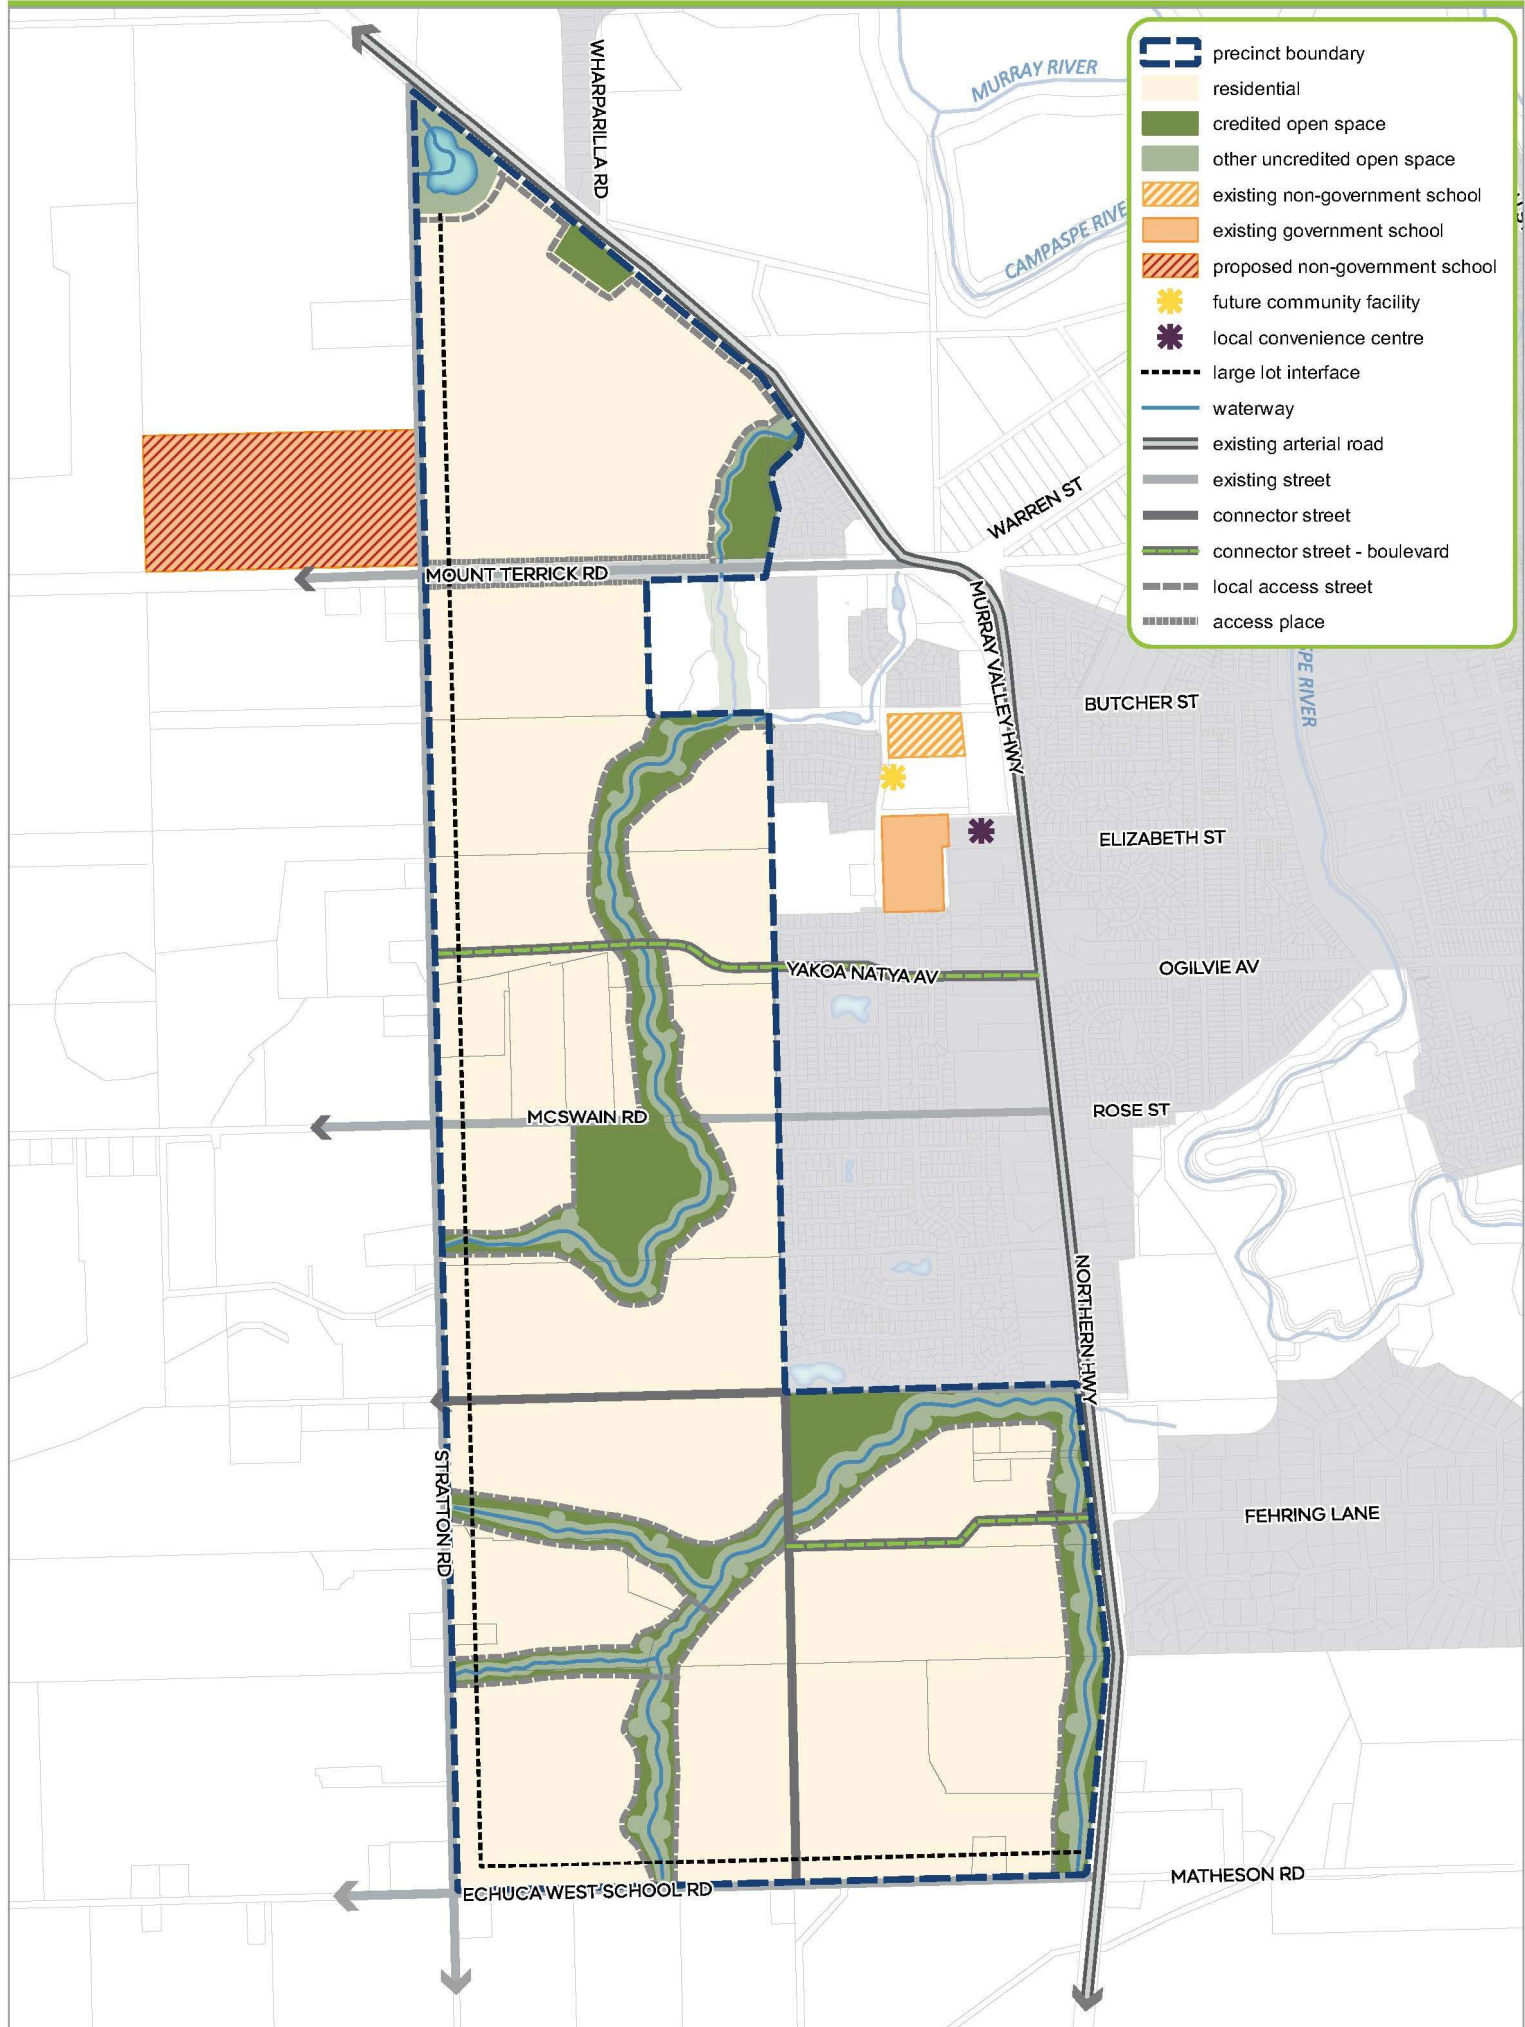 WHARPARILLA RD
MURRAY RIVER
CAMPASPE RIVE
precinct boundary
residential
credited open space
other uncredited open space
existing non-government school
existing government school
proposed non-government school
future community facility
local convenience centre
large lot interface
waterway
existing arterial road
existing street
connector street
connector street - boulevard
local access street
access place
WARREN ST
MOUNT TERRICK RD
MURRAY VALLEY HWY
SPE RIVER
BUTCHER ST
ELIZABETH ST
YAKOA NATYA AV
OGILVIE AV
MCSWAIN RD
ROSE ST
NORTHERN HWY
STRATTON RD
FEHRING LANE
ECHUCA WEST SCHOOL RD
MATHESON RD